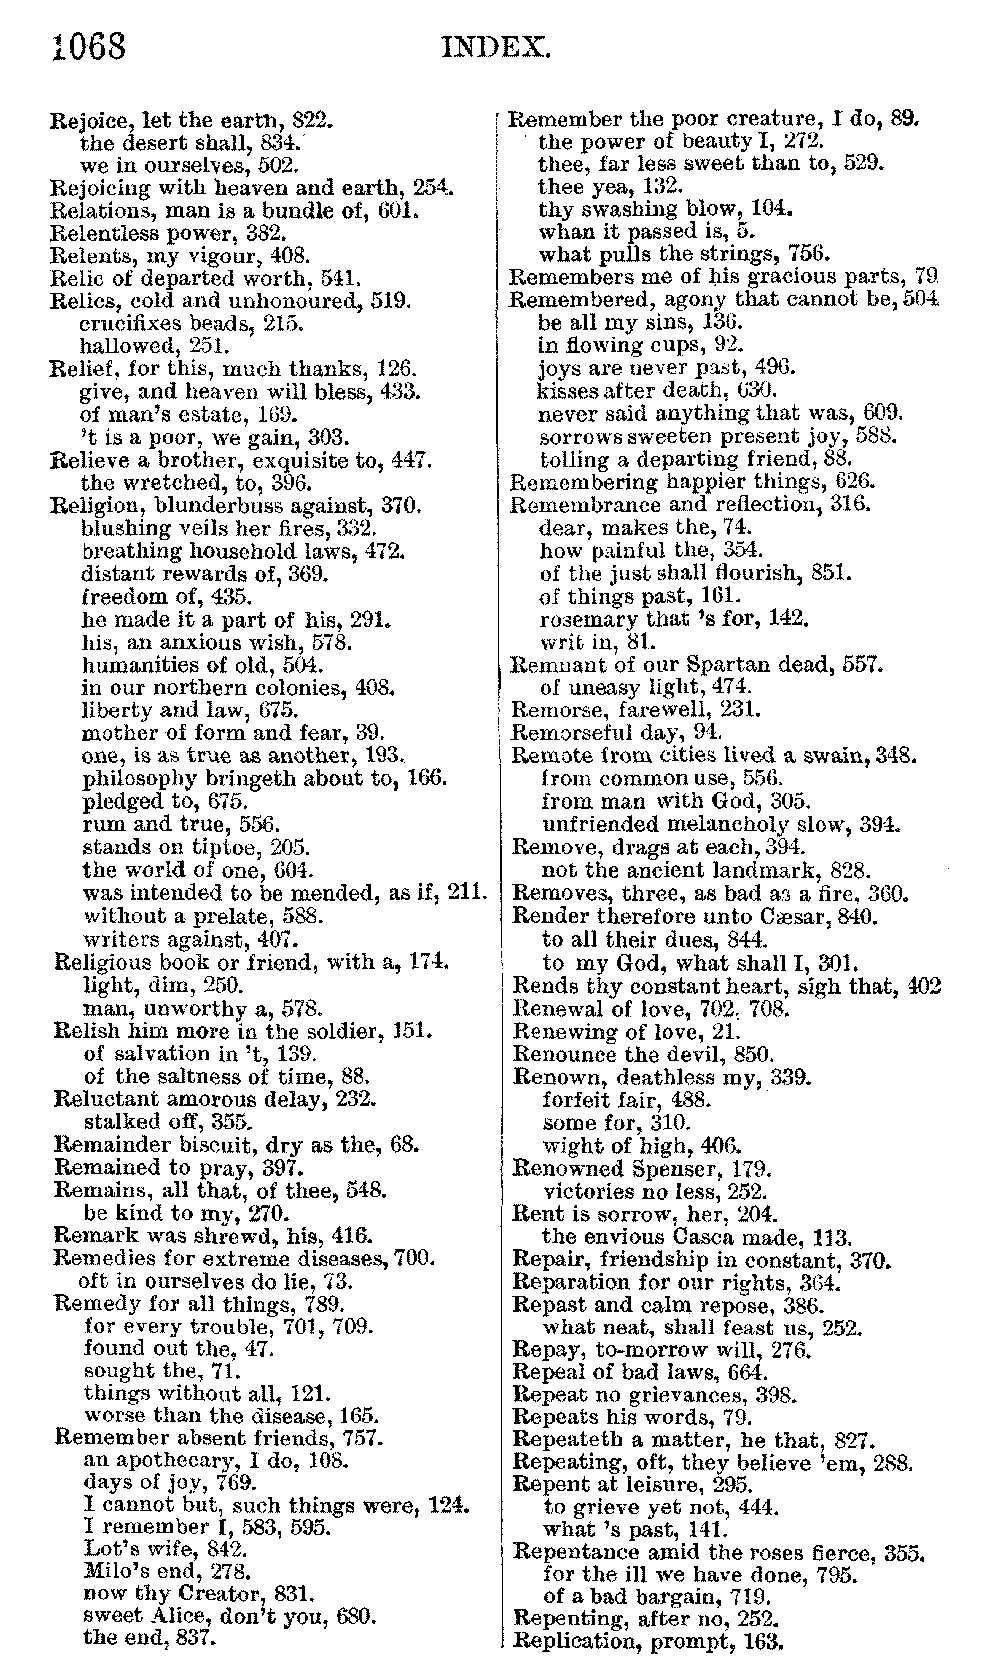 1068
INDEX.
Rejoice, let the earth, 822.
the desert shall, 834.
we in ourselves, 502.
Rejoicing with heaven and earth, 254.
Relations, man is a bundle of, 601.
Relentless power, 382.
Relents, my vigour, 408.
Relic of departed worth, 541.
Relics, cold and unhonoured, 519.
crucifixes beads, 215.
hallowed, 251.
Relief, for this, much thanks, 126.
give, and heaven will bless, 433.
of man's estate, 169.
't is a poor, we gain, 303.
Relieve a brother, exquisite to, 447.
the wretched, to, 396.
Religion, blunderbuss against, 370.
blushing veils her fires, 332.
breathing household laws, 472.
distant rewards of, 369.
freedom of, 435.
he made it a part of his, 291.
his, an anxious wish, 578.
humanities of old, 504.
in our northern colonies, 408.
liberty and law, 675.
mother of form and fear, 39.
one, is as true as another, 193.
philosophy bringeth about to, 166.
pledged to, 675.
rum and true, 556.
stands on tiptoe, 205.
the world of one, 604.
was intended to be mended, as if, 211.
without a prelate, 588.
writers against, 407.
Religious book or friend, with a, 174.
light, dim, 250.
man, unworthy a, 578.
Relish him more in the soldier, 151.
of salvation in 't, 139.
of the saltness of time, 88.
Reluctant amorous delay, 232.
stalked off, 355.
Remainder biscuit, dry as the, 68.
Remained to pray, 397.
Remains, all that, of thee, 548.
be kind to my, 270.
Remark was shrewd, his, 416.
Remedies for extreme diseases, 700.
oft in ourselves do lie, 73.
Remedy for all things, 789.
for every trouble, 701, 709.
found out the, 47.
sought the, 71.
things without all, 121.
worse than the disease, 165.
Remember absent friends, 757.
an apothecary, I do, 108.
days of joy, 769.
I cannot but, such things were, 124.
I remember I, 583, 595.
Lot's wife, 842.
Milo's end, 278.
now thy Creator, 831.
sweet Alice, don't you, 680.
the end, 837.
Remember the poor creature, I do, 89.
the power of beauty I, 272.
thee, far less sweet than to, 529.
thee yea, 132.
thy swashing blow, 104.
whan it passed is, 5.
what pulls the strings, 756.
Remembers me of his gracious parts, 79
Remembered, agony that cannot be, 504
be all my sins, 136.
in flowing cups, 92.
joys are never past, 496.
kisses after death, 630.
never said anything that was, 609.
sorrows sweeten present joy, 588.
tolling a departing friend, 88.
Remembering happier things, 626.
Remembrance and reflection, 316.
dear, makes the, 74.
how painful the, 354.
of the just shall flourish, 851.
of things past, 161.
rosemary that 's for, 142.
writ in, 81.
Remnant of our Spartan dead, 557.
of uneasy light, 474.
Remorse, farewell, 231.
Remorseful day, 94.
Remote from cities lived a swain, 348.
from common use, 556.
from man with God, 305.
unfriended melancholy slow, 394.
Remove, drags at each, 394.
not the ancient landmark, 828.
Removes, three, as bad as a fire, 360.
Render therefore unto Cæsar, 840.
to all their dues, 844.
to my God, what shall I, 301.
Rends thy constant heart, sigh that, 402
Renewal of love, 702, 708.
Renewing of love, 21.
Renounce the devil, 850.
Renown, deathless my, 339.
forfeit fair, 488.
some for, 310.
wight of high, 406.
Renowned Spenser, 179.
victories no less, 252.
Rent is sorrow, her, 204.
the envious Casca made, 113.
Repair, friendship in constant, 370.
Reparation for our rights, 364.
Repast and calm repose, 386.
what neat, shall feast us, 252.
Repay, to-morrow will, 276.
Repeal of bad laws, 664.
Repeat no grievances, 398.
Repeats his words, 79.
Repeateth a matter, he that, 827.
Repeating, oft, they believe 'em, 288.
Repent at leisure, 295.
to grieve yet not, 444.
what 's past, 141.
Repentance amid the roses fierce, 355.
for the ill we have done, 795.
of a bad bargain, 719.
Repenting, after no, 252.
Replication, prompt, 163.